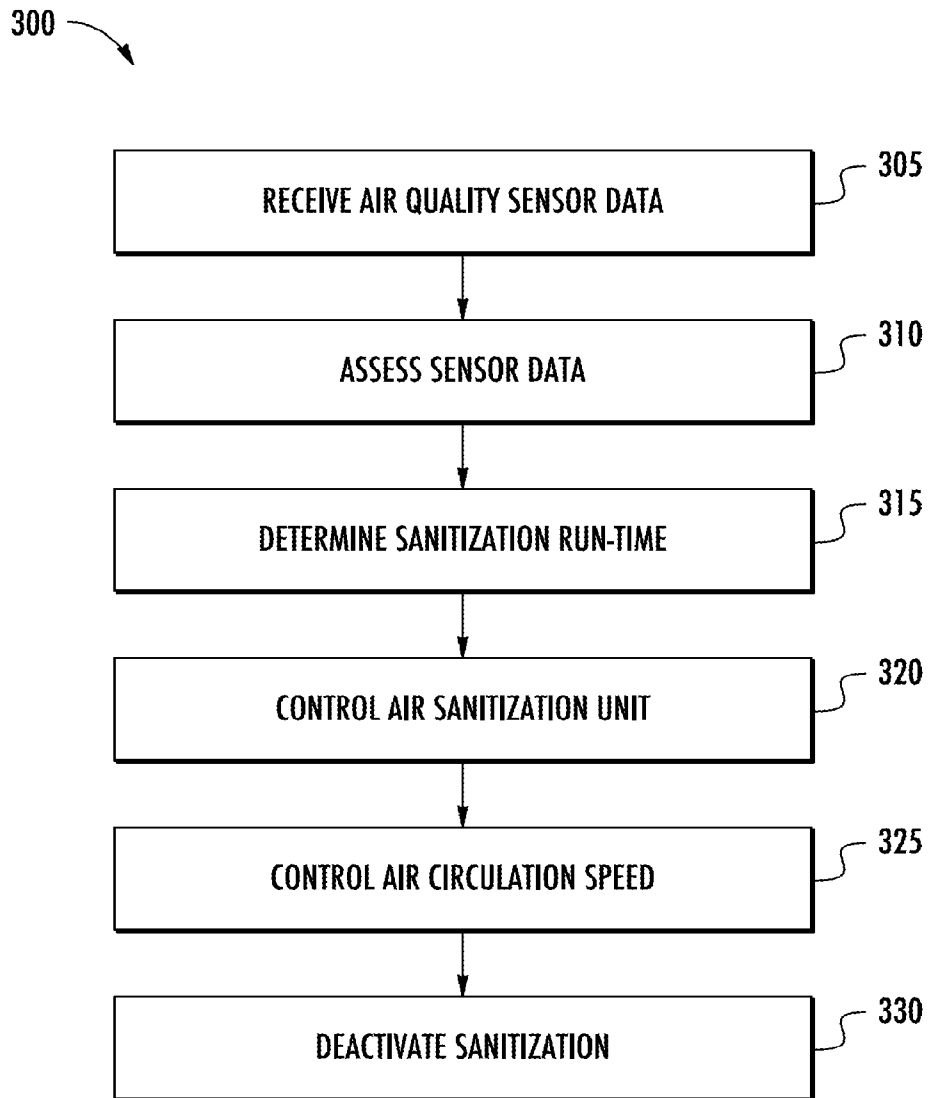 300
RECEIVE AIR QUALITY SENSOR DATA
305
ASSESS SENSOR DATA
310
DETERMINE SANITIZATION RUN-TIME
315
CONTROL AIR SANITIZATION UNIT
320
CONTROL AIR CIRCULATION SPEED
325
DEACTIVATE SANITIZATION
330